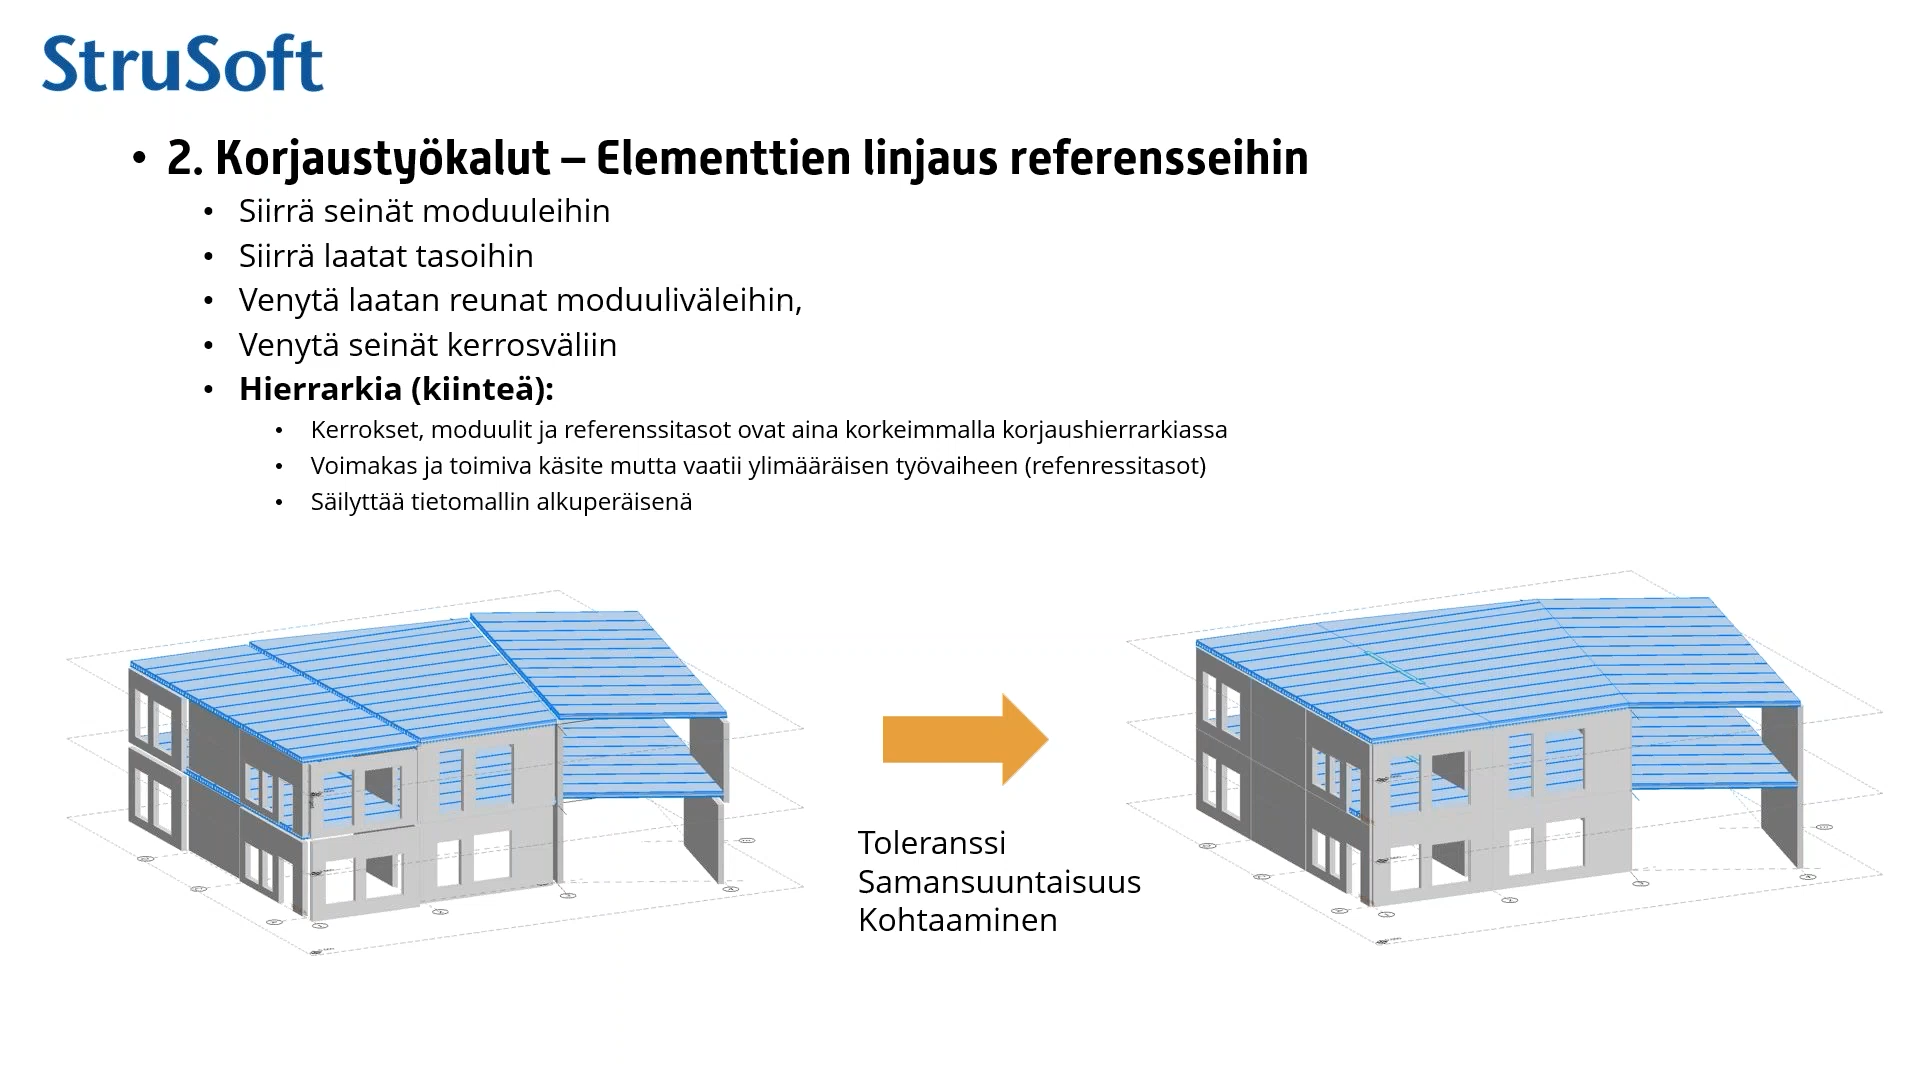 StruSoft
• 2. Korjaustyökalut – Elementtien linjaus referensseihin
• Siirrä seinät moduuleihin
• Siirrä laatat tasoihin
• Venytä laatan reunat moduuliväleihin,
• Venytä seinät kerrosväliin
• Hierrarkia (kiinteä):
• Kerrokset, moduulit ja referenssitasot ovat aina korkeimmalla korjaushierrarkiassa
• Voimakas ja toimiva käsite mutta vaatii ylimääräisen työvaiheen (refenressitasot)
• Säilyttää tietomallin alkuperäisenä
Toleranssi
Samansuuntaisuus
Kohtaaminen